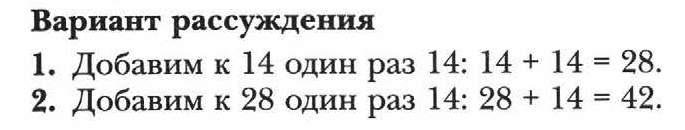 Вариант рассуждения
1. Добавим к 14 один раз 14: 14 + 14 = 28.
2. Добавим к 28 один раз 14: 28 + 14 = 42.